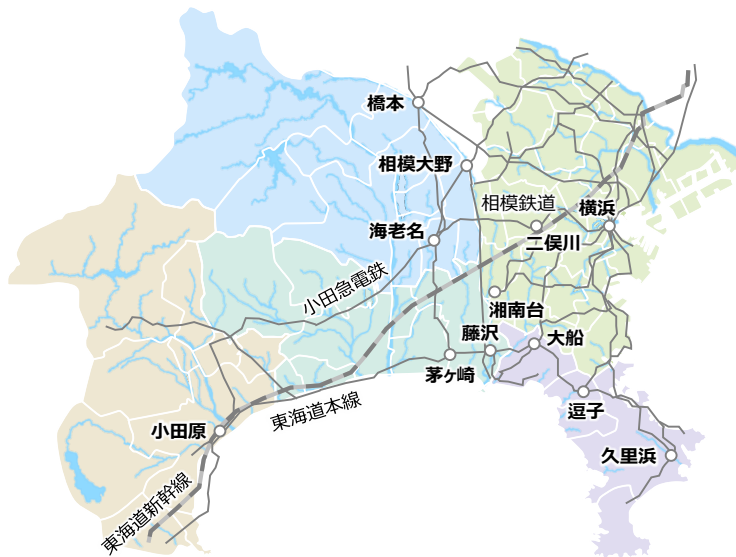 橋本
相模大野
相模鉄道
横浜
海老名
二俣川
小田急電鉄
湘南台
藤沢
大船
茅ヶ崎
東海道本線
逗子
小田原
久里浜
東海道新幹線